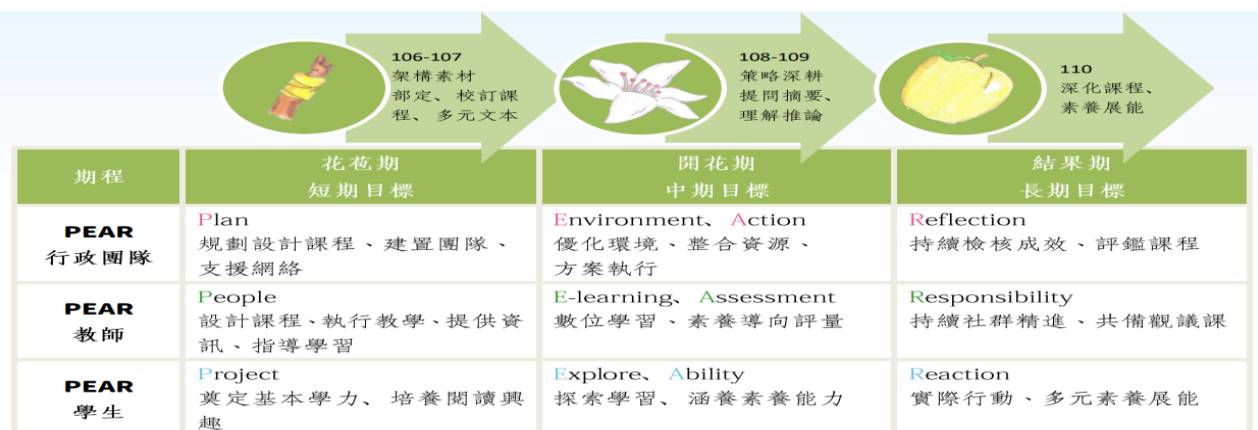 106-107
架構素材
部定、校訂課
程、多元文本
108-109
策略深耕
提問摘要、
理解推論
110
深化課程、
素養展能
期程
花苞期
短期目標
開花期
中期目標
結果期
長期目標
PEAR
行政團隊
Plan
規劃設計課程、建置團隊、
支援網絡
Environment、Action
優化環境、整合資源、
方案執行
Reflection
持續檢核成效、評鑑課程
PEAR
教師
People
設計課程、執行教學、提供資
訊、指導學習
E-learning、Assessment
數位學習、素養導向評量
Responsibility
持續社群精進、共備觀議課
PEAR
學生
Project
奠定基本學力、培養閱讀興
趣
Explore、Ability
探索學習、涵養素養能力
Reaction
實際行動、多元素養展能